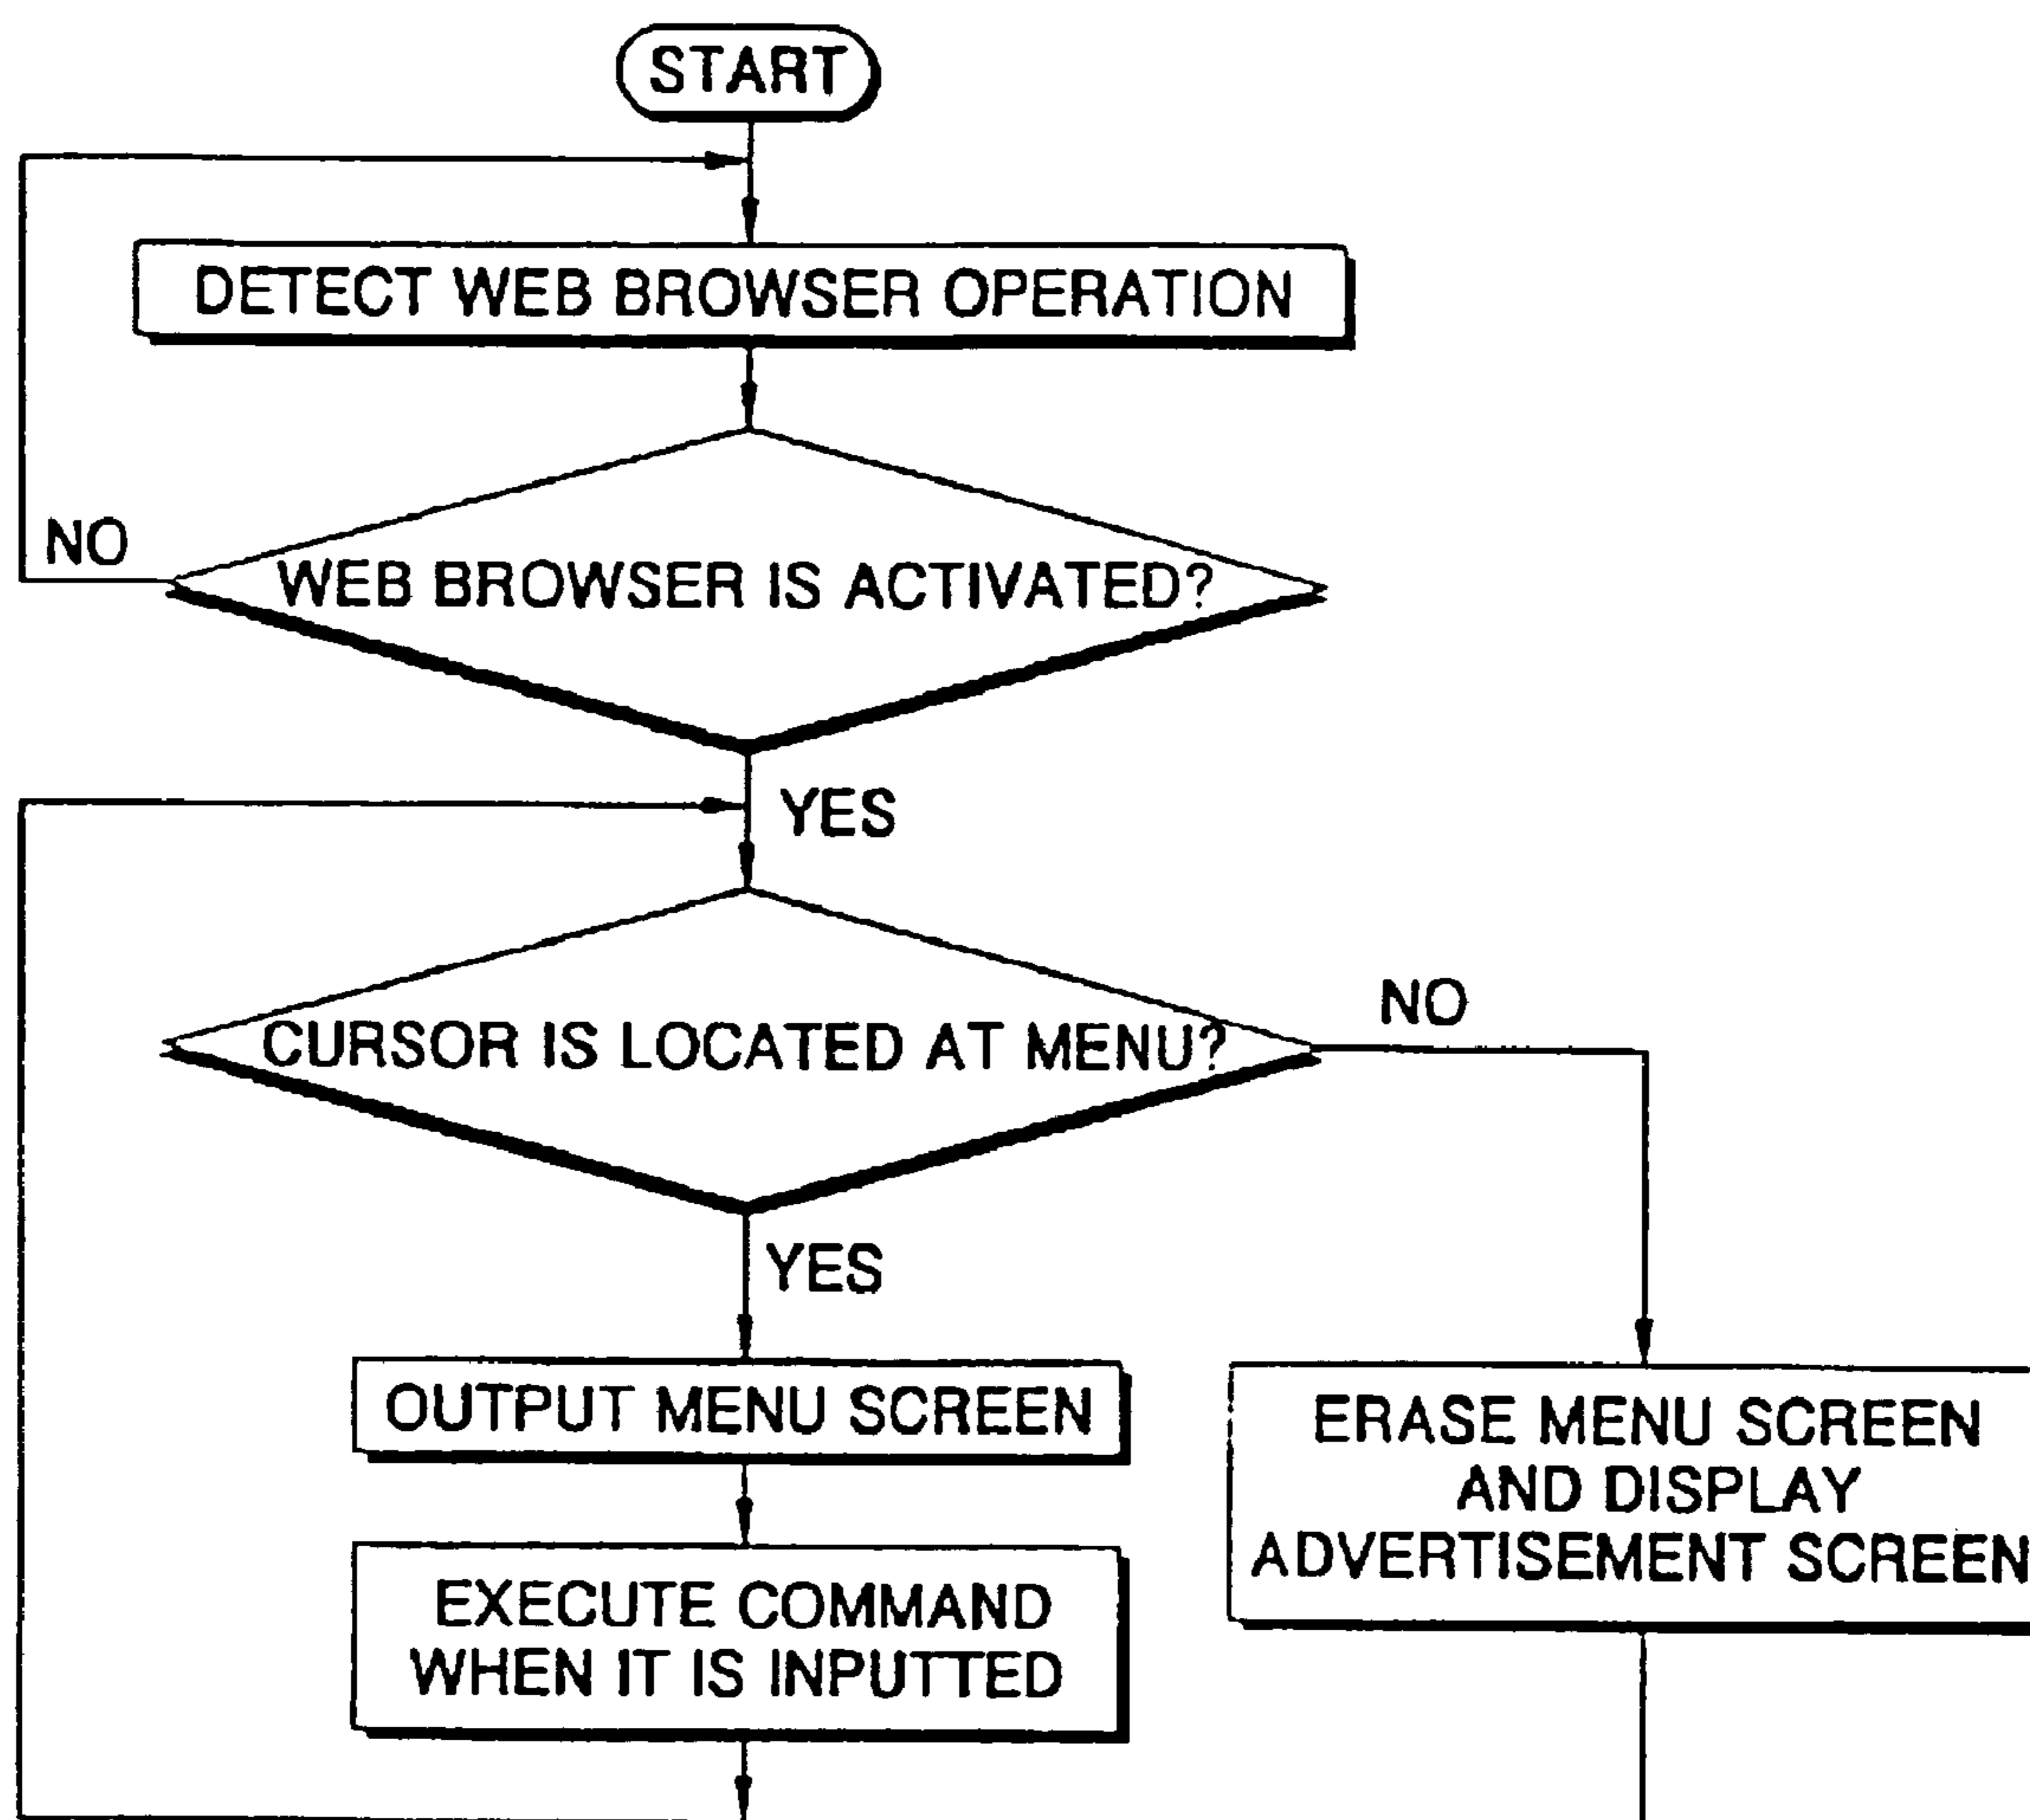 START
DETECT WEB BROWSER OPERATION
NO
WEB BROWSER IS ACTIVATED?
YES
CURSOR IS LOCATED AT MENU?
NO
YES
OUTPUT MENU SCREEN
EXECUTE COMMAND
WHEN IT IS INPUTTED
ERASE MENU SCREEN
AND DISPLAY
ADVERTISEMENT SCREEN